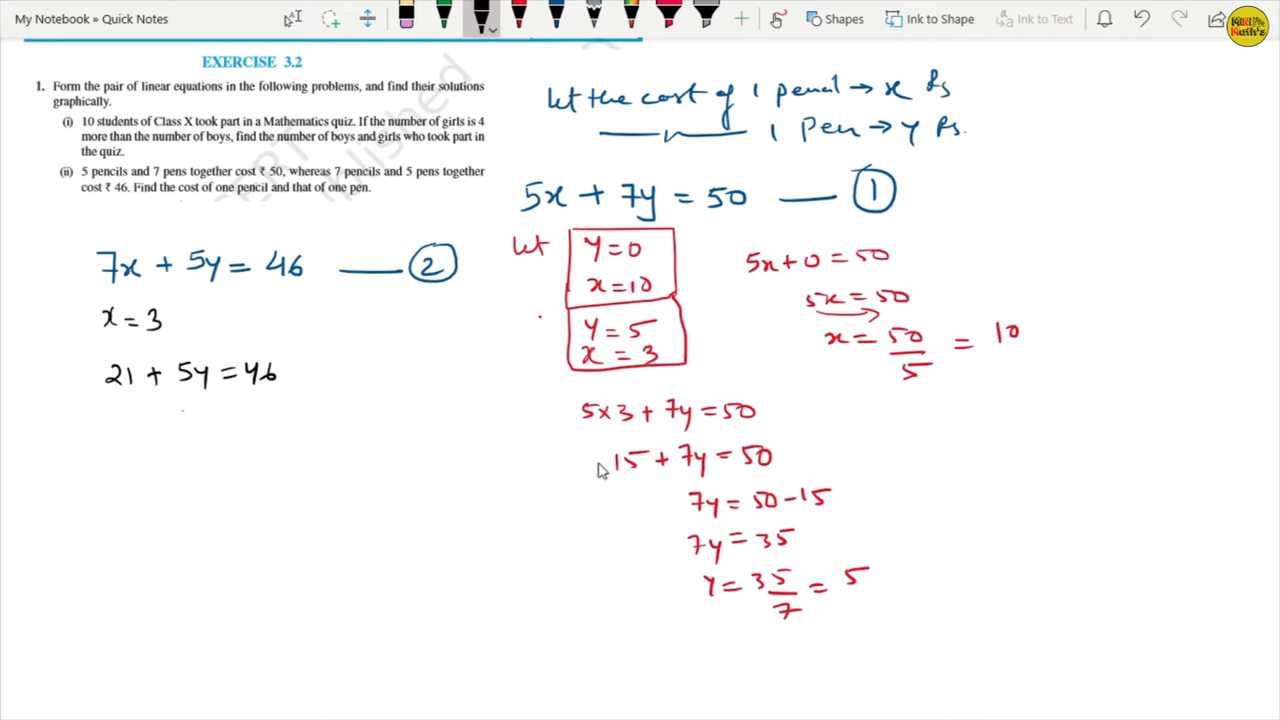 My Notebook » Quick Notes
Shapes
Ink to Shape
Ink to Text
MiNi Math's
EXERCISE 3.2
1. Form the pair of linear equations in the following problems, and find their solutions
graphically.
(i) 10 students of Class X took part in a Mathematics quiz. If the number of girls is 4
more than the number of boys, find the number of boys and girls who took part in
the quiz.
(ii) 5 pencils and 7 pens together cost ₹ 50, whereas 7 pencils and 5 pens together
cost ₹ 46. Find the cost of one pencil and that of one pen.
let the cost of 1 pencil → x Rs
1 Pen → y Rs.
5x + 7y = 50 —— 1
7x + 5y = 46 —— 2
x = 3
21 + 5y = 46
let
y = 0
x = 10
y = 5
x = 3
5x + 0 = 50
5x = 50
x = 50/5 = 10
5 × 3 + 7y = 50
15 + 7y = 50
7y = 50 - 15
7y = 35
y = 35/7 = 5